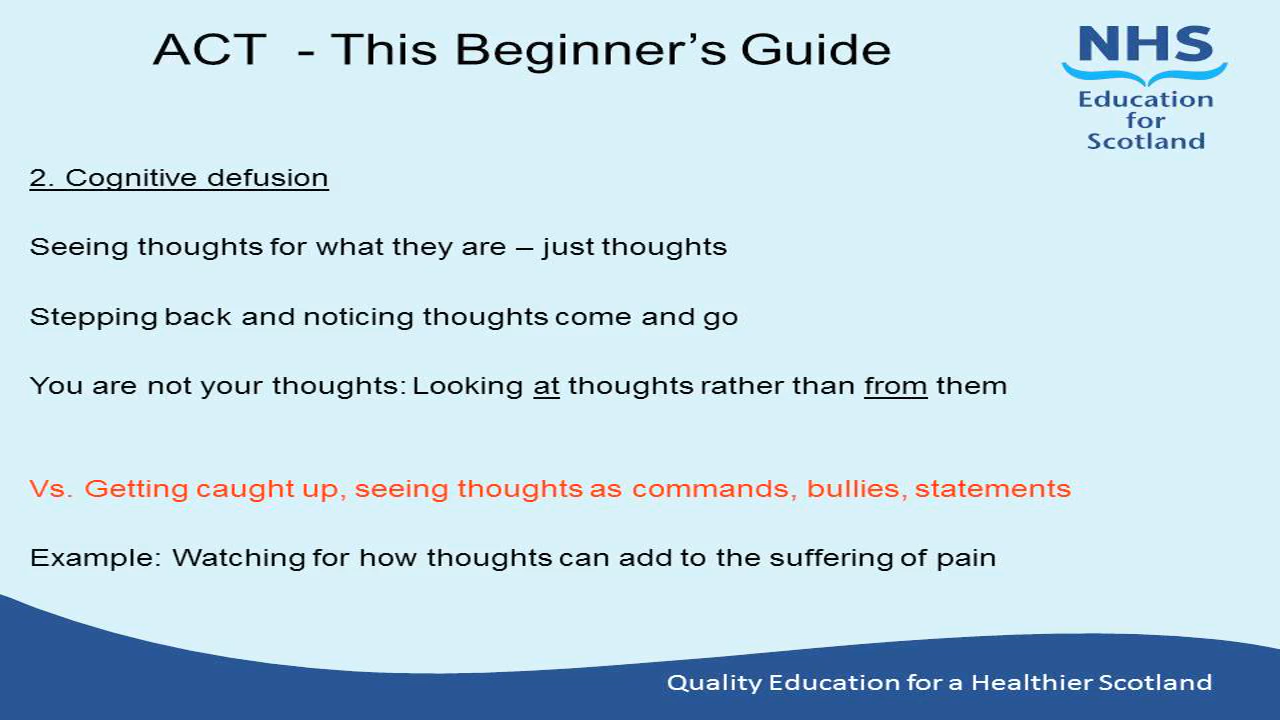 ACT - This Beginner's Guide
NHS
Education
for
Scotland
2. Cognitive defusion
Seeing thoughts for what they are – just thoughts
Stepping back and noticing thoughts come and go
You are not your thoughts: Looking at thoughts rather than from them
Vs. Getting caught up, seeing thoughts as commands, bullies, statements
Example: Watching for how thoughts can add to the suffering of pain
Quality Education for a Healthier Scotland